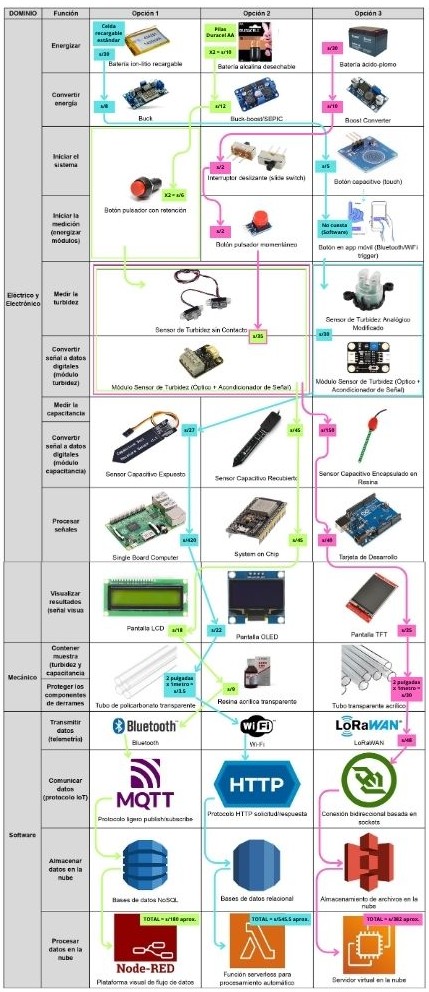 DOMINIO Función Opción 1 Opción 2 Opción 3
Energizar
Celda
recargable
estándar
s/30
Batería ion-litio recargable
Pilas
Duracel AA
X2 = s/10
Batería alcalina desechable
s/30
Batería ácido-plomo
Convertir
energía
s/8
Buck
s/12
Buck-boost/SEPIC
s/10
Boost Converter
Iniciar el
sistema
X2 = s/6
Botón pulsador con retención
s/2
Interruptor deslizante (slide switch)
s/5
Botón capacitivo (touch)
Iniciar la
medición
(energizar
módulos)
s/2
Botón pulsador momentáneo
No cuesta
(Software)
Botón en app móvil (Bluetooth/WiFi
trigger)
Eléctrico y
Electrónico
Medir la
turbidez
Sensor de Turbidez sin Contacto
s/35
Sensor de Turbidez Analógico
Modificado
s/30
Convertir
señal a datos
digitales
(módulo
turbidez)
Módulo Sensor de Turbidez (Óptico + Acondicionador de Señal)
Módulo Sensor de Turbidez (Óptico +
Acondicionador de Señal)
Medir la
capacitancia
Convertir
señal a datos
digitales
(módulo
capacitancia)
s/27
Sensor Capacitivo Expuesto
s/45
Sensor Capacitivo Recubierto
s/150
Sensor Capacitivo Encapsulado en
Resina
Procesar
señales
s/420
Single Board Computer
s/45
System on Chip
s/40
Tarjeta de Desarrollo
Visualizar
resultados
(señal visua
s/18
Pantalla LCD
s/22
Pantalla OLED
s/25
Pantalla TFT
Mecánico
Contener
muestra
(turbidez y
capacitancia
Proteger los
componentes
de derrames
2 pulgadas
x 1metro =
s/3.5
Tubo de policarbonato transparente
s/9
Resina acrílica transparente
2 pulgadas
x 1metro =
s/30
Tubo transparente acrílico
Software
Transmitir
datos
(telemetría)
Bluetooth
Bluetooth
Wi Fi
Wi-Fi
LoRaWAN
s/48
LoRaWAN
Comunicar
datos
(protocolo IoT)
MQTT
Protocolo ligero publish/subscribe
HTTP
Protocolo HTTP solicitud/respuesta
Conexión bidireccional basada en
sockets
Almacenar
datos en la
nube
Bases de datos NoSQL
Bases de datos relacional
Almacenamiento de archivos en la
nube
Procesar
datos en la
nube
TOTAL = s/180 aprox.
Node-RED
Plataforma visual de flujo de datos
TOTAL = s/545.5 aprox.
Función serverless para
procesamiento automático
TOTAL = s/382 aprox.
Servidor virtual en la nube